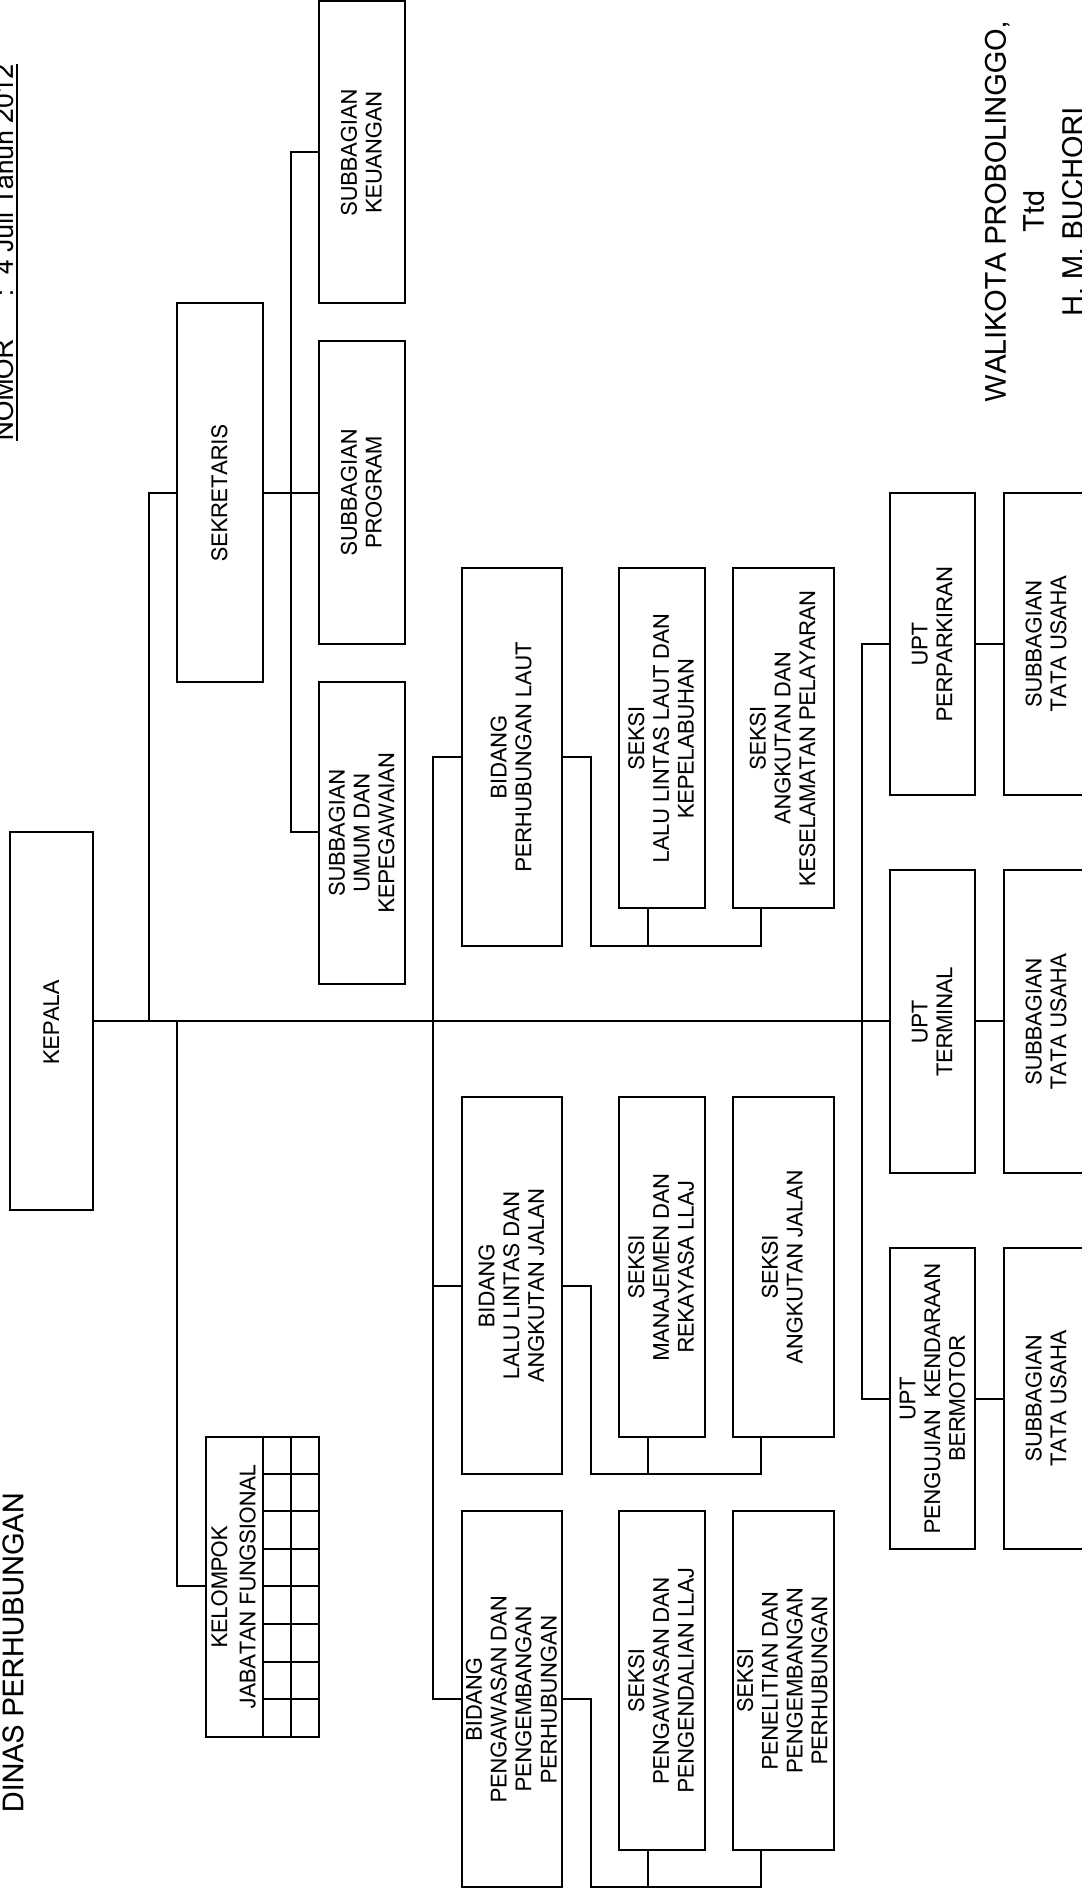 DINAS PERHUBUNGAN
NOMOR : 4 Juli Tahun 2012
KEPALA
SEKRETARIS
KELOMPOK
JABATAN FUNGSIONAL
SUBBAGIAN
UMUM DAN
KEPEGAWAIAN
SUBBAGIAN
PROGRAM
SUBBAGIAN
KEUANGAN
BIDANG
PENGAWASAN DAN
PENGEMBANGAN
PERHUBUNGAN
BIDANG
LALU LINTAS DAN
ANGKUTAN JALAN
BIDANG
PERHUBUNGAN LAUT
SEKSI
PENGAWASAN DAN
PENGENDALIAN LLAJ
SEKSI
MANAJEMEN DAN
REKAYASA LLAJ
SEKSI
LALU LINTAS LAUT DAN
KEPELABUHAN
SEKSI
PENELITIAN DAN
PENGEMBANGAN
PERHUBUNGAN
SEKSI
ANGKUTAN JALAN
SEKSI
ANGKUTAN DAN
KESELAMATAN PELAYARAN
UPT
PENGUJIAN KENDARAAN
BERMOTOR
UPT
TERMINAL
UPT
PERPARKIRAN
SUBBAGIAN
TATA USAHA
SUBBAGIAN
TATA USAHA
SUBBAGIAN
TATA USAHA
WALIKOTA PROBOLINGGO,
Ttd
H. M. BUCHORI